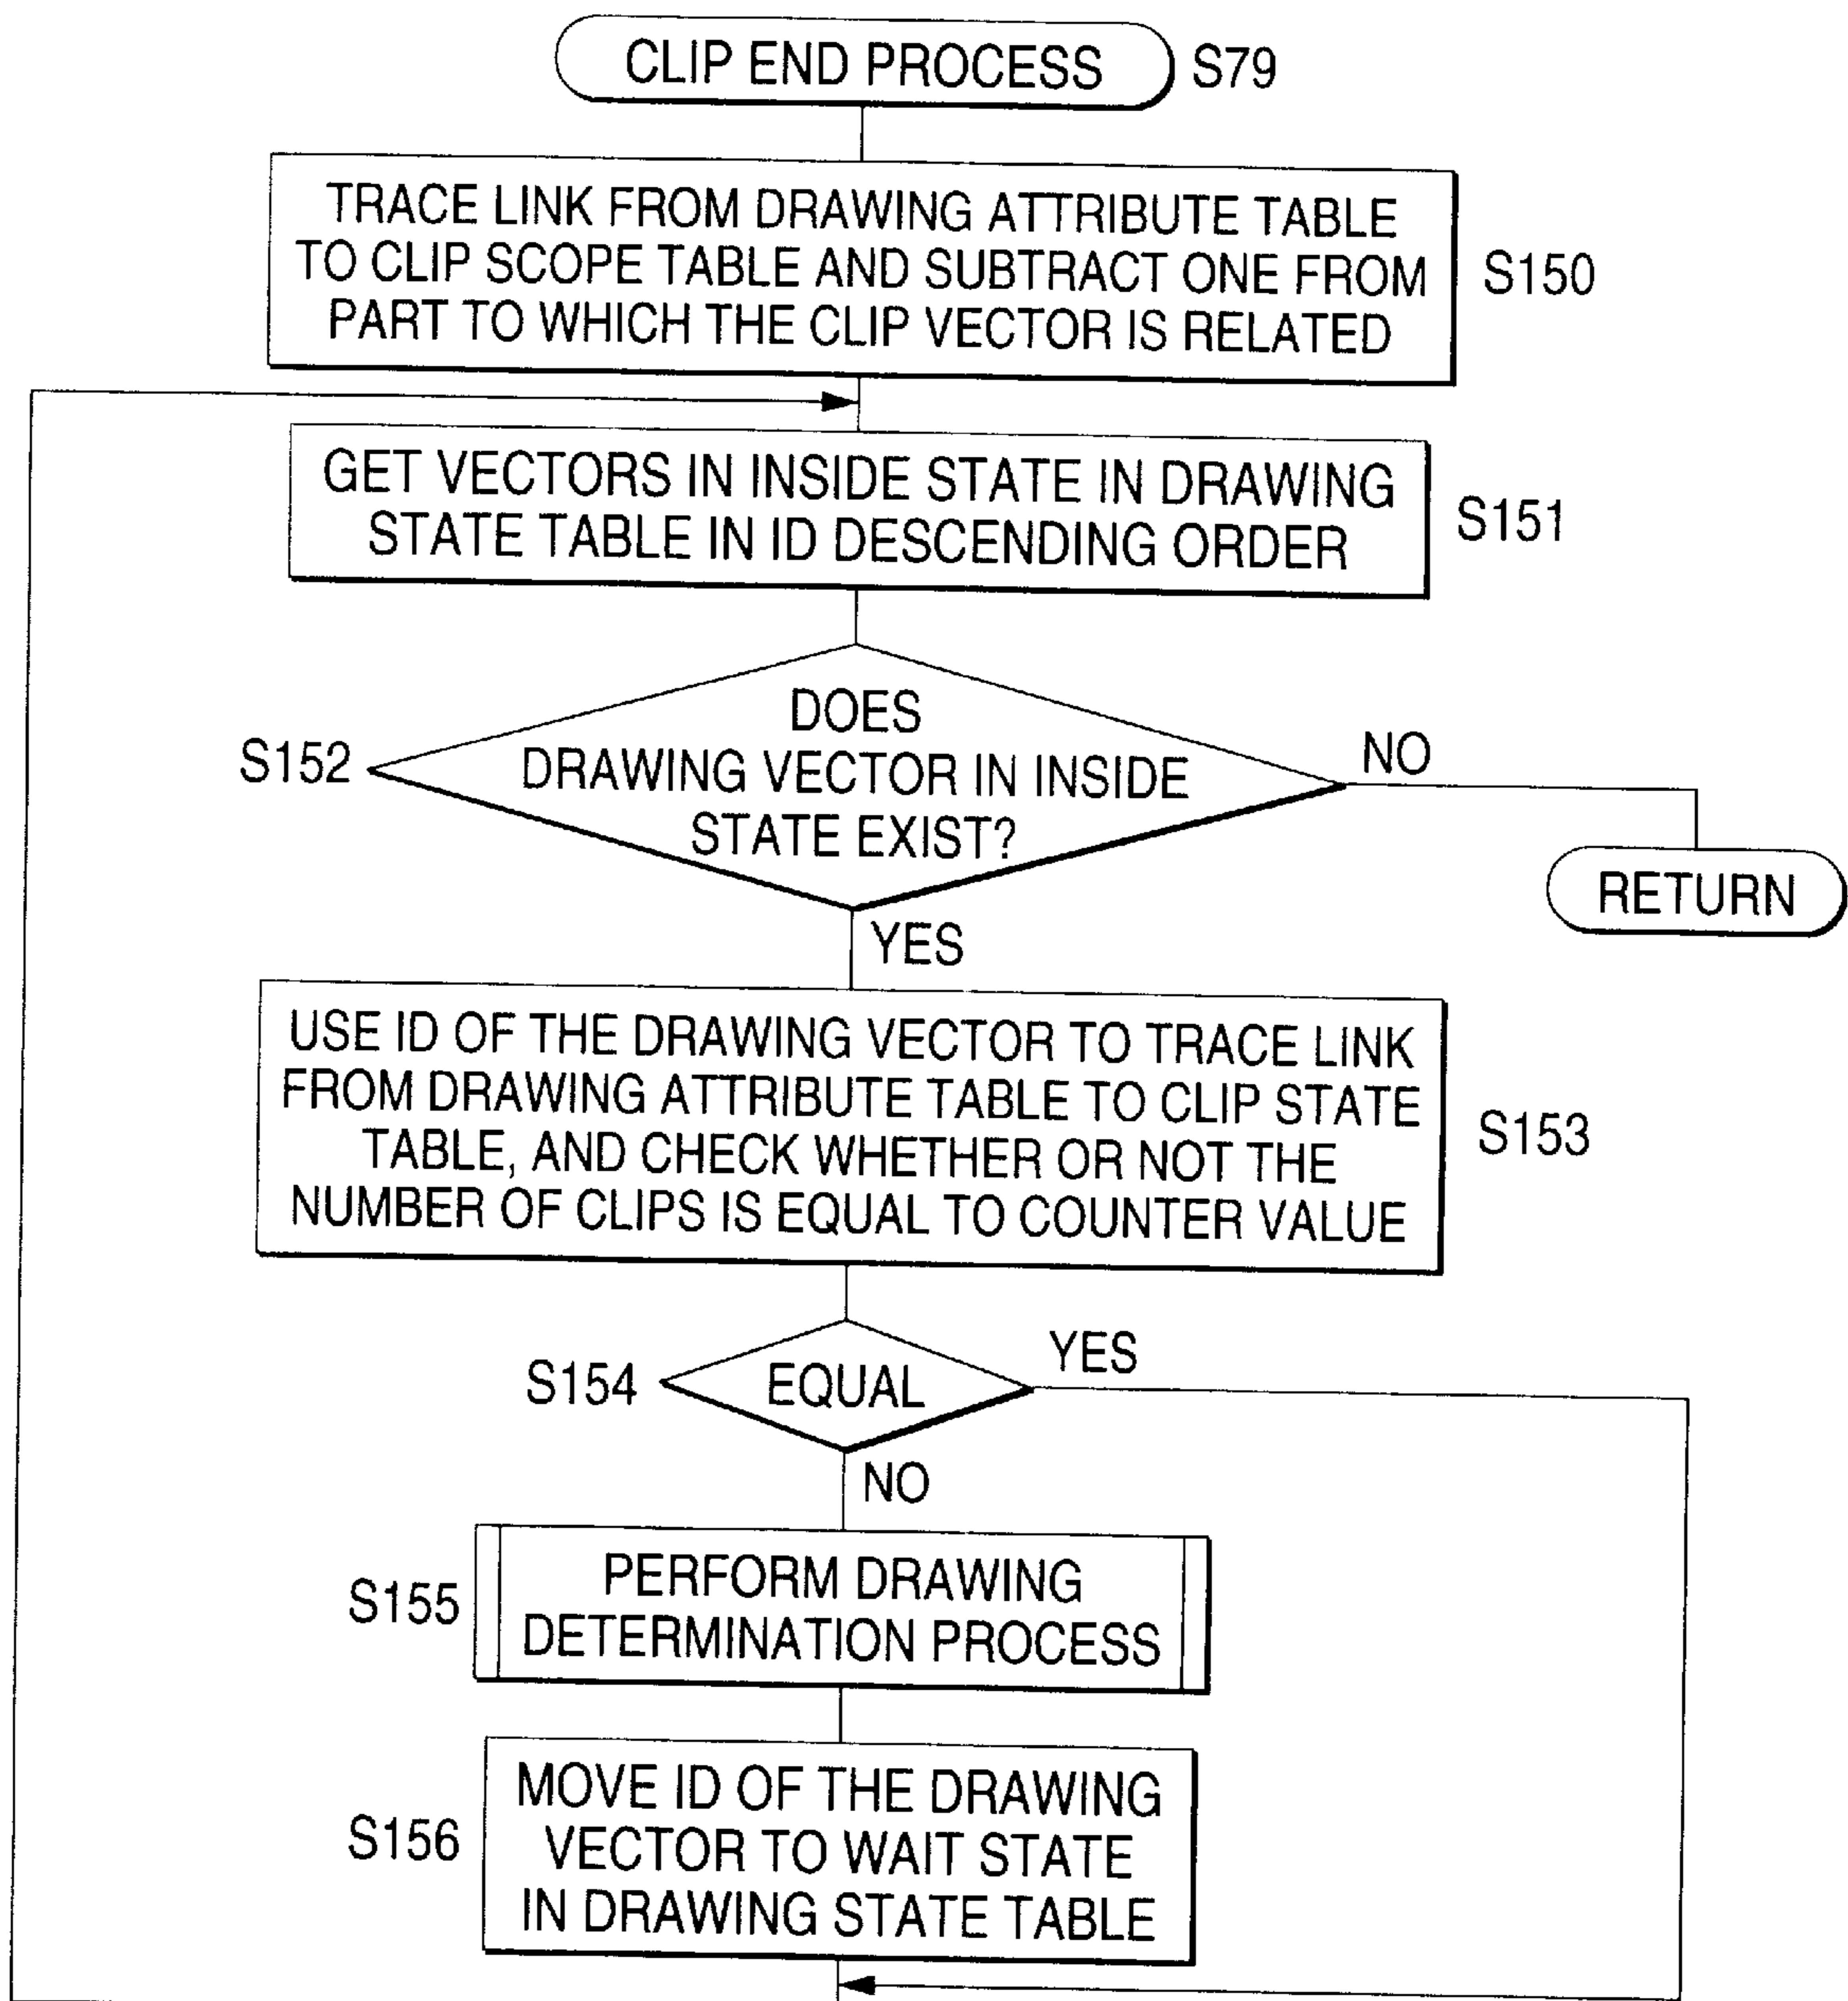 CLIP END PROCESS
S79
TRACE LINK FROM DRAWING ATTRIBUTE TABLE
TO CLIP SCOPE TABLE AND SUBTRACT ONE FROM
PART TO WHICH THE CLIP VECTOR IS RELATED
S150
GET VECTORS IN INSIDE STATE IN DRAWING
STATE TABLE IN ID DESCENDING ORDER
S151
DOES
DRAWING VECTOR IN INSIDE
STATE EXIST?
S152
NO
RETURN
YES
USE ID OF THE DRAWING VECTOR TO TRACE LINK
FROM DRAWING ATTRIBUTE TABLE TO CLIP STATE
TABLE, AND CHECK WHETHER OR NOT THE
NUMBER OF CLIPS IS EQUAL TO COUNTER VALUE
S153
S154
EQUAL
YES
NO
S155
PERFORM DRAWING
DETERMINATION PROCESS
S156
MOVE ID OF THE DRAWING
VECTOR TO WAIT STATE
IN DRAWING STATE TABLE